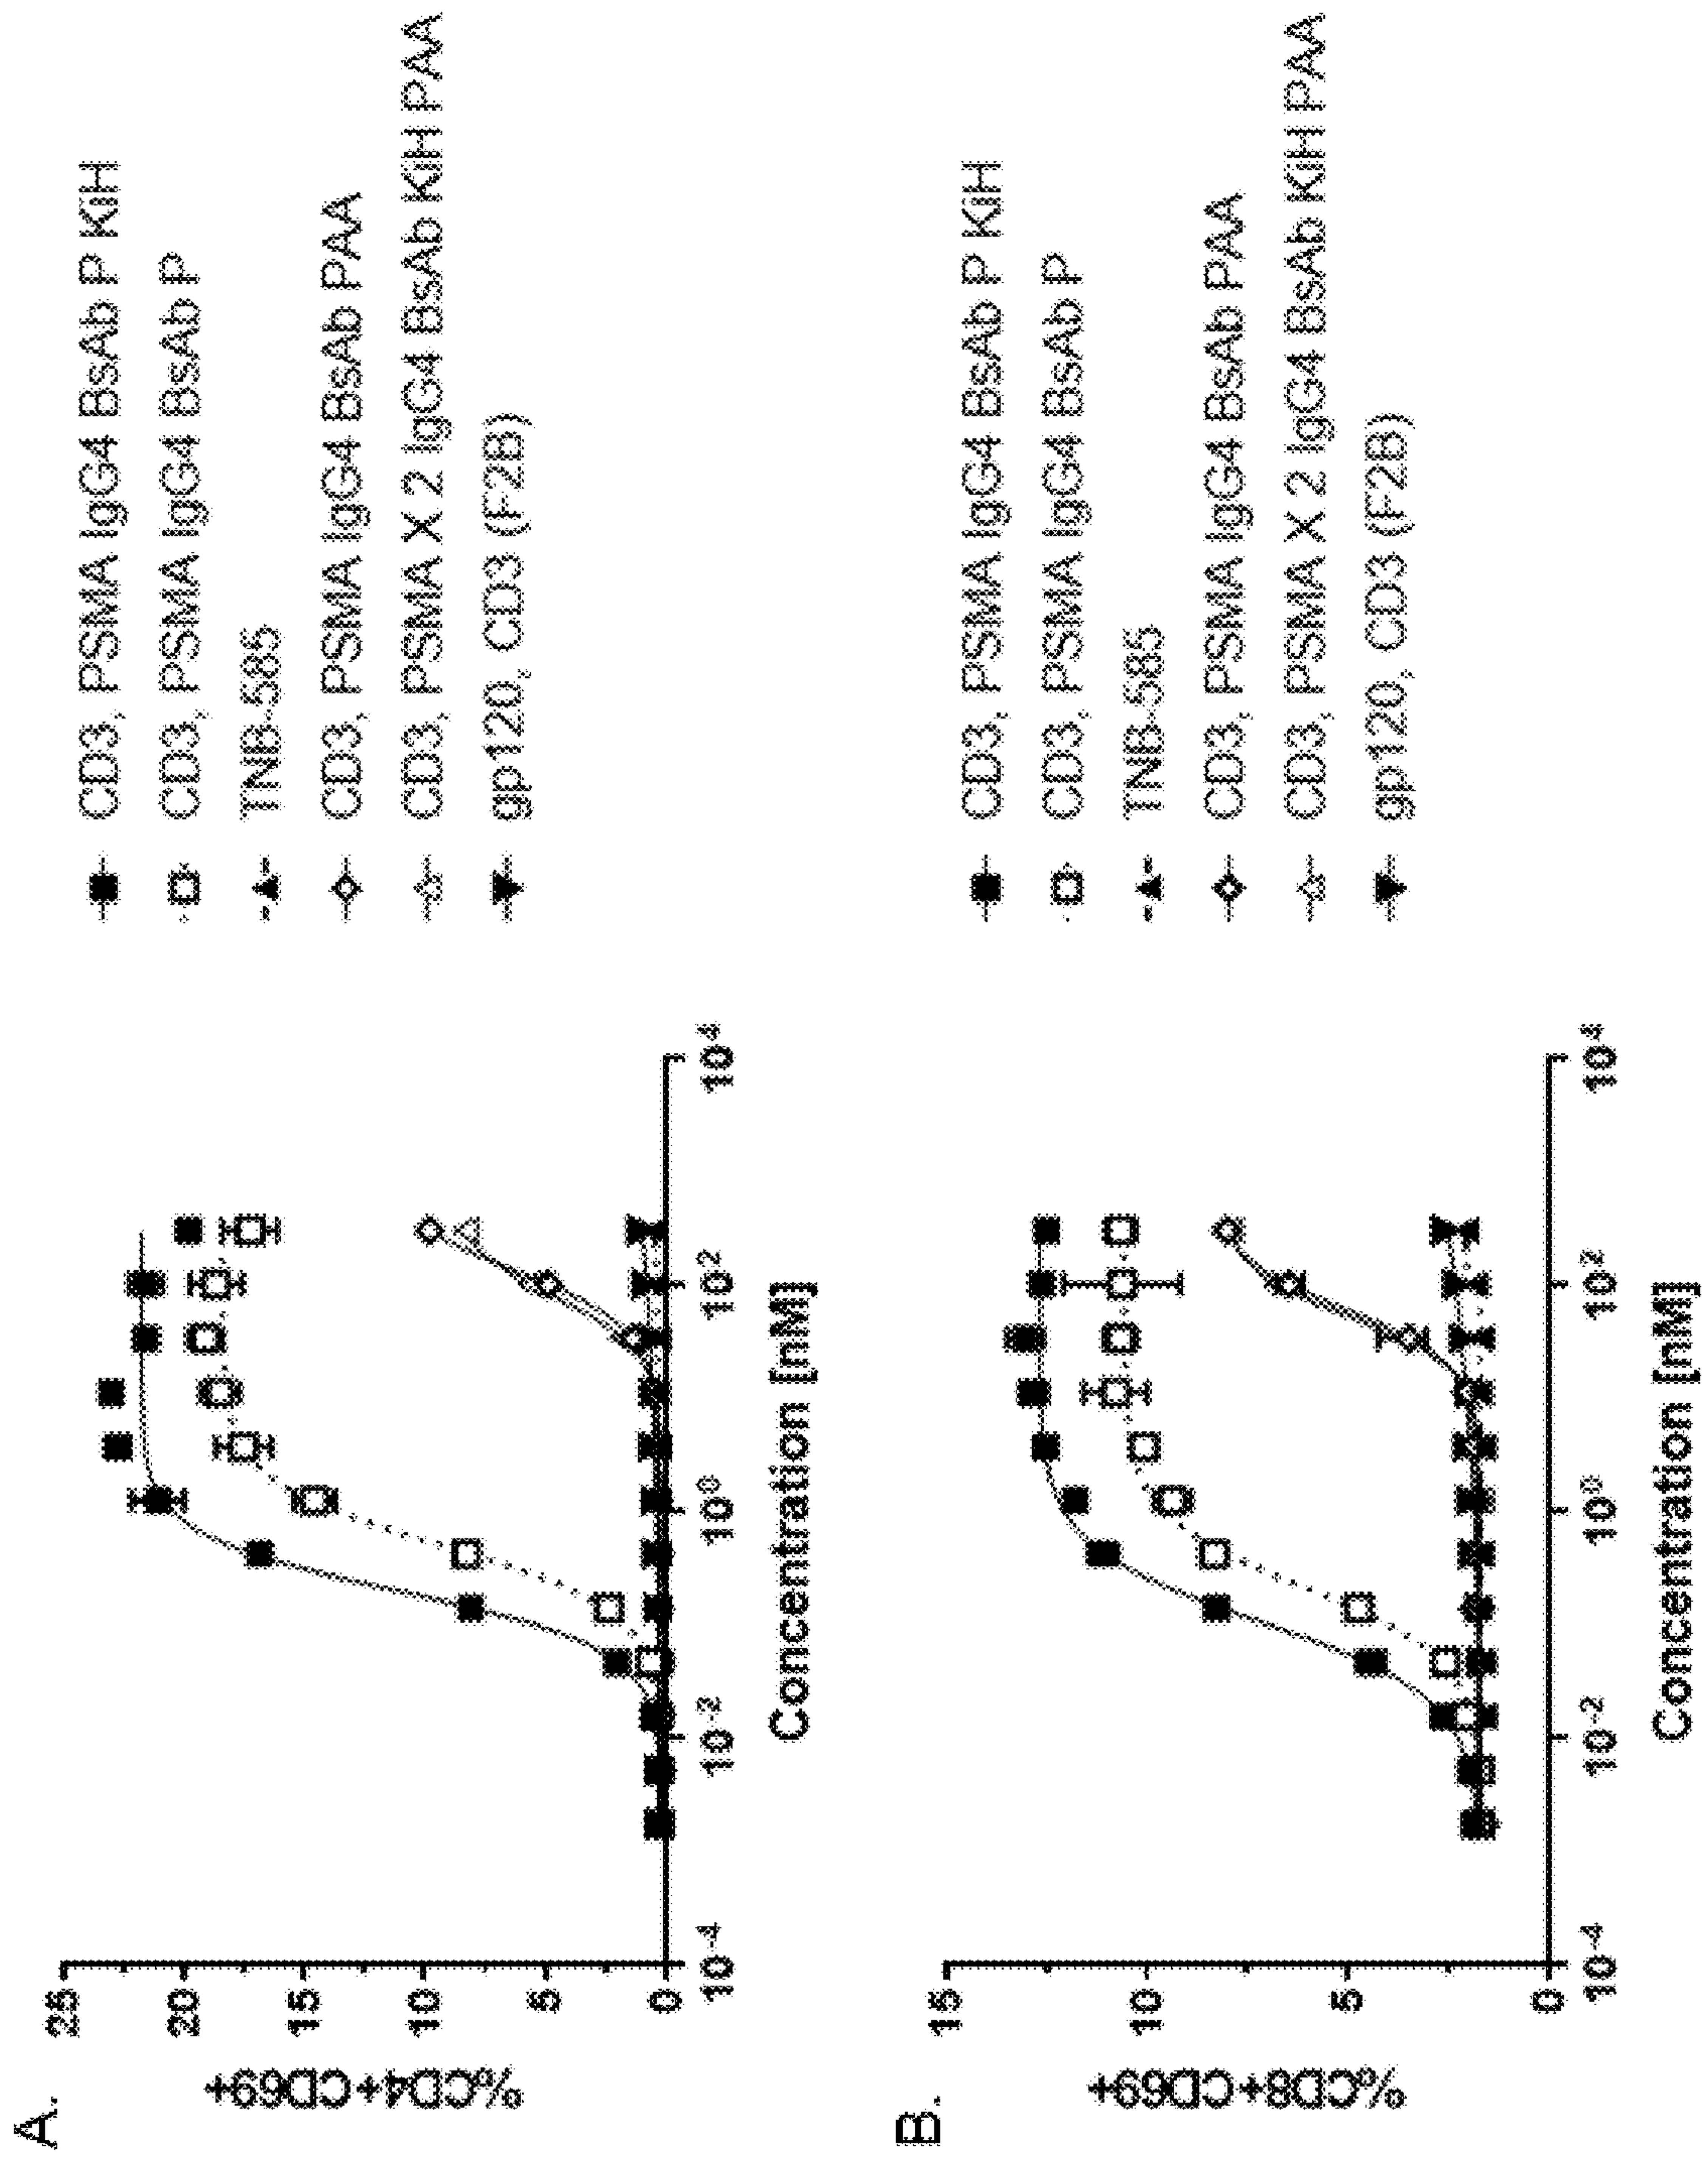 A.
%CD4+CD69+
25
20
15
10
5
0
10-4
10-2
100
102
104
Concentration [nM]
CD3, PSMA IgG4 BsAb P KiH
CD3, PSMA IgG4 BsAb P
TNB-585
CD3, PSMA IgG4 BsAb PAA
CD3, PSMA X 2 IgG4 BsAb KiH PAA
gp120, CD3 (F2B)
B.
%CD8+CD69+
15
10
5
0
10-4
10-2
100
102
104
Concentration [nM]
CD3, PSMA IgG4 BsAb P KiH
CD3, PSMA IgG4 BsAb P
TNB-585
CD3, PSMA IgG4 BsAb PAA
CD3, PSMA X 2 IgG4 BsAb KiH PAA
gp120, CD3 (F2B)